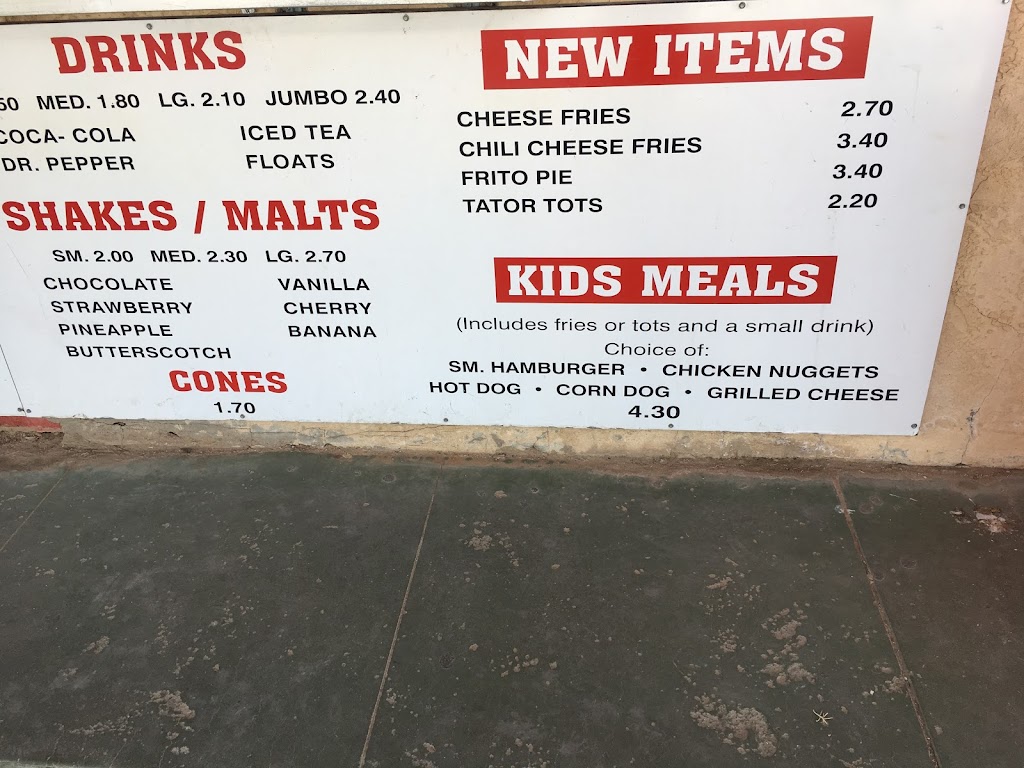 DRINKS
MED. 1.80 LG. 2.10 JUMBO 2.40
COCA- COLA ICED TEA
DR. PEPPER FLOATS
SHAKES / MALTS
SM. 2.00 MED. 2.30 LG. 2.70
CHOCOLATE VANILLA
STRAWBERRY CHERRY
PINEAPPLE BANANA
BUTTERSCOTCH
CONES
1.70
NEW ITEMS
CHEESE FRIES 2.70
CHILI CHEESE FRIES 3.40
FRITO PIE 3.40
TATOR TOTS 2.20
KIDS MEALS
(Includes fries or tots and a small drink)
Choice of:
SM. HAMBURGER • CHICKEN NUGGETS
HOT DOG • CORN DOG • GRILLED CHEESE
4.30